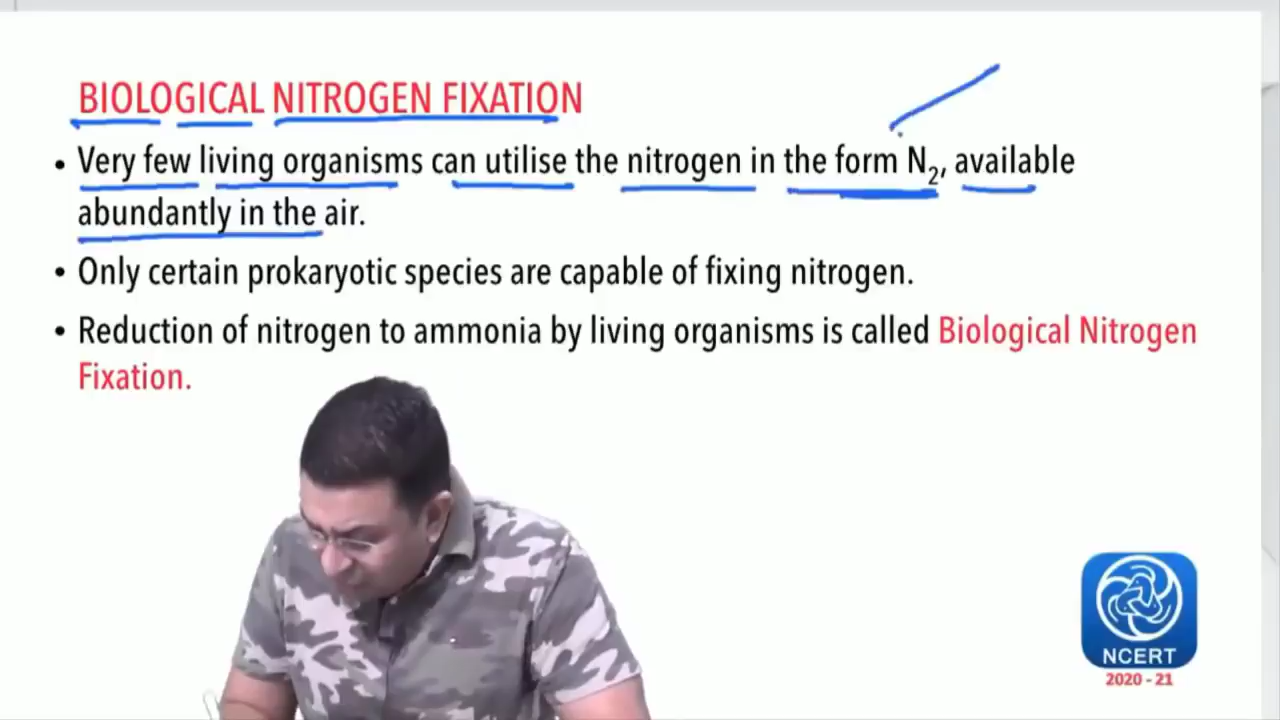 BIOLOGICAL NITROGEN FIXATION
• Very few living organisms can utilise the nitrogen in the form N₂, available
abundantly in the air.
• Only certain prokaryotic species are capable of fixing nitrogen.
• Reduction of nitrogen to ammonia by living organisms is called Biological Nitrogen
Fixation.
NCERT
2020 - 21